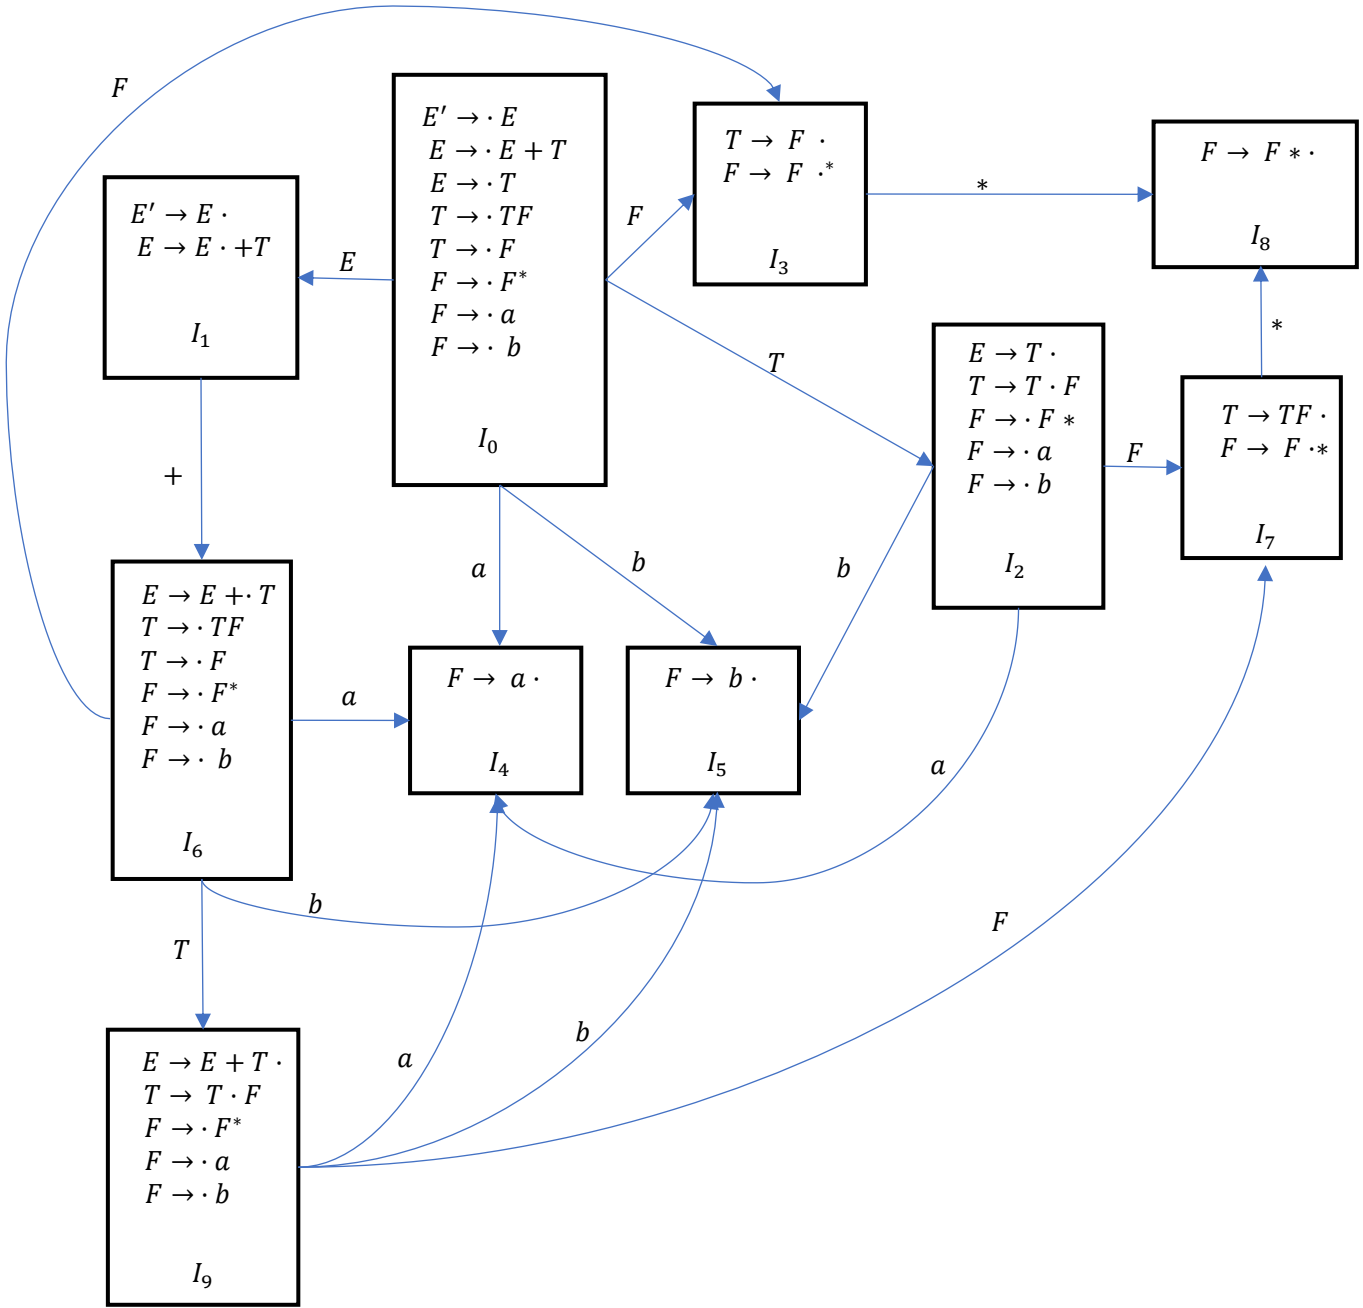 F
E′ → · E
E → · E + T
E → · T
T → · TF
T → · F
F → · F*
F → · a
F → · b
I₀
T → F ·
F → F ·*
I₃
*
F → F * ·
I₈
E′ → E ·
E → E · +T
I₁
E
F
T
*
E → T ·
T → T · F
F → · F *
F → · a
F → · b
I₂
F
T → TF ·
F → F ·*
I₇
+
a
b
b
E → E +· T
T → · TF
T → · F
F → · F*
F → · a
F → · b
I₆
a
F → a ·
I₄
F → b ·
I₅
a
b
T
F
E → E + T ·
T → T · F
F → · F*
F → · a
F → · b
I₉
a
b